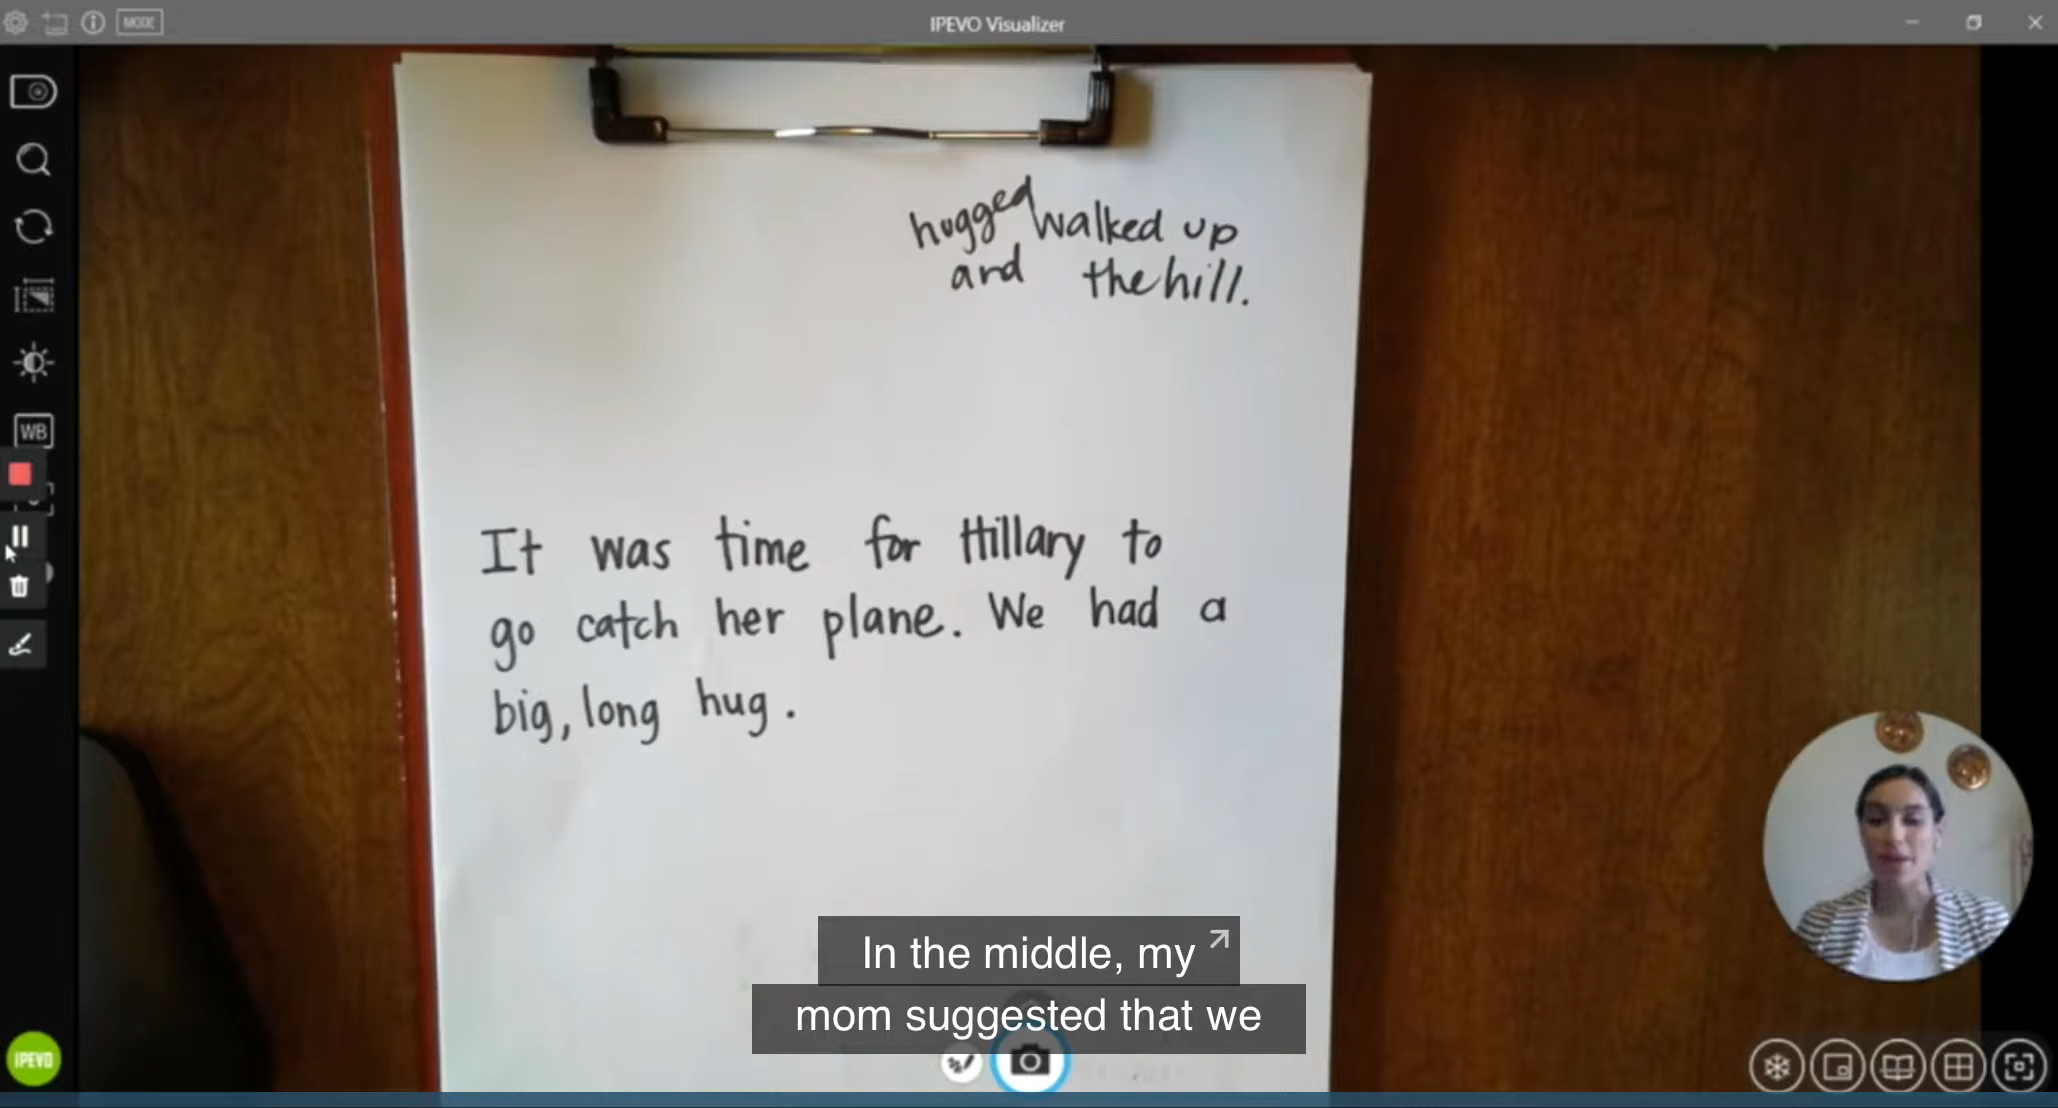 MODE
IPEVO Visualizer
WB
hugged walked up
and the hill.
It was time for Hillary to
go catch her plane. We had a
big, long hug.
In the middle, my
mom suggested that we
IPEVO